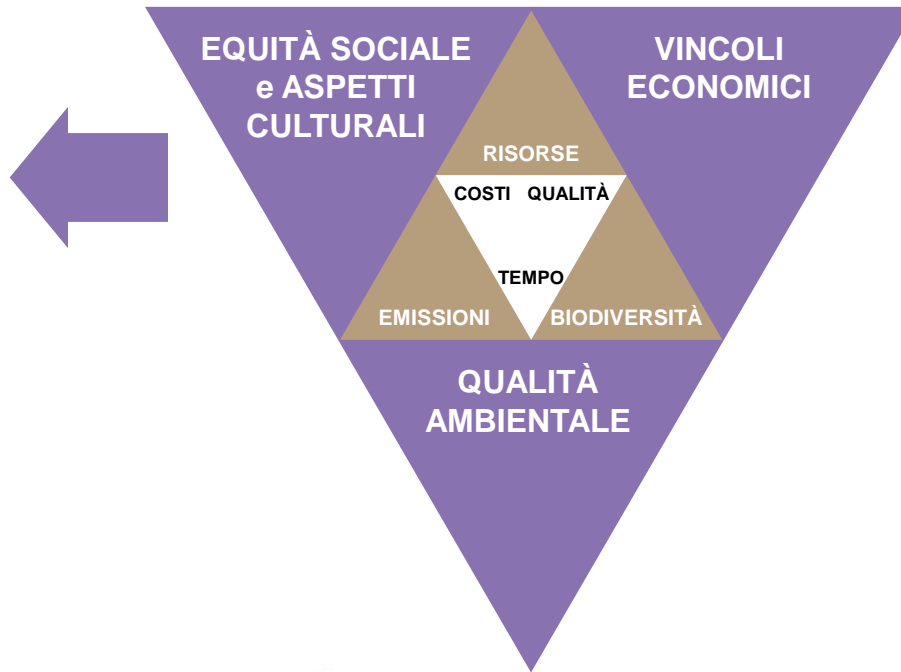 EQUITÀ SOCIALE
e ASPETTI
CULTURALI
VINCOLI
ECONOMICI
RISORSE
COSTI QUALITÀ
TEMPO
EMISSIONI
BIODIVERSITÀ
QUALITÀ
AMBIENTALE